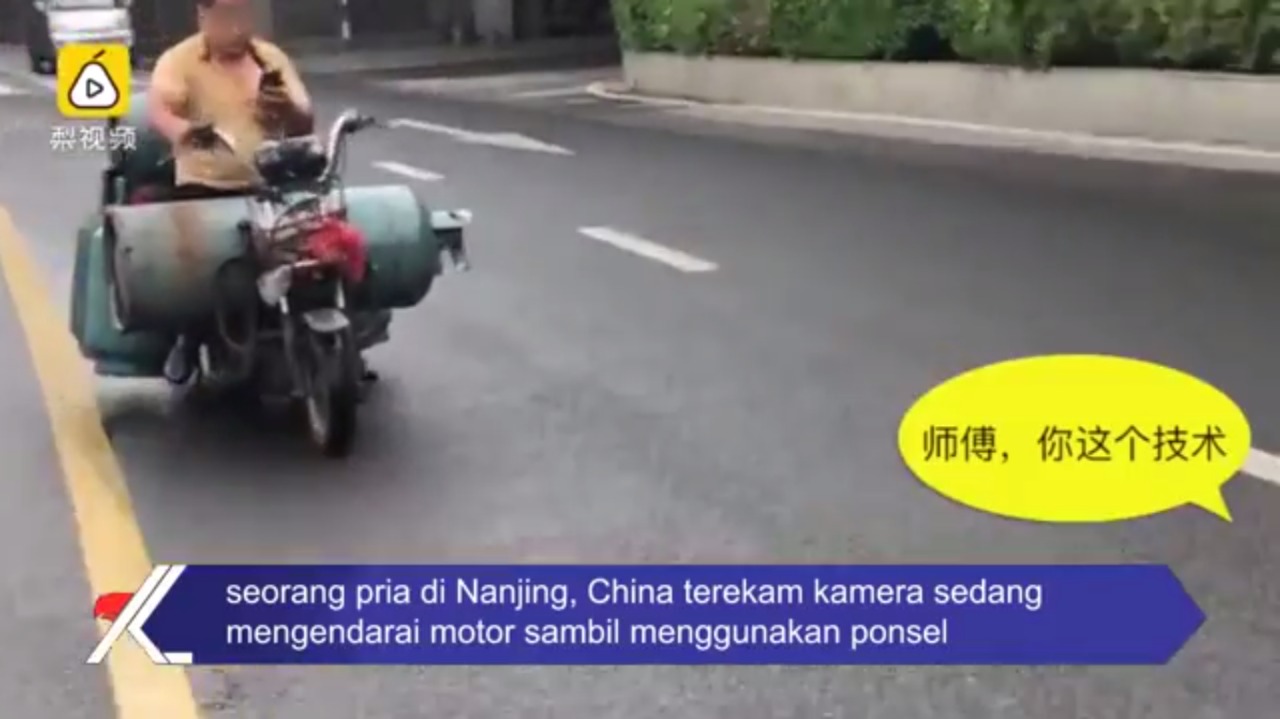 梨视频
师傅，你这个技术
seorang pria di Nanjing, China terekam kamera sedang
mengendarai motor sambil menggunakan ponsel